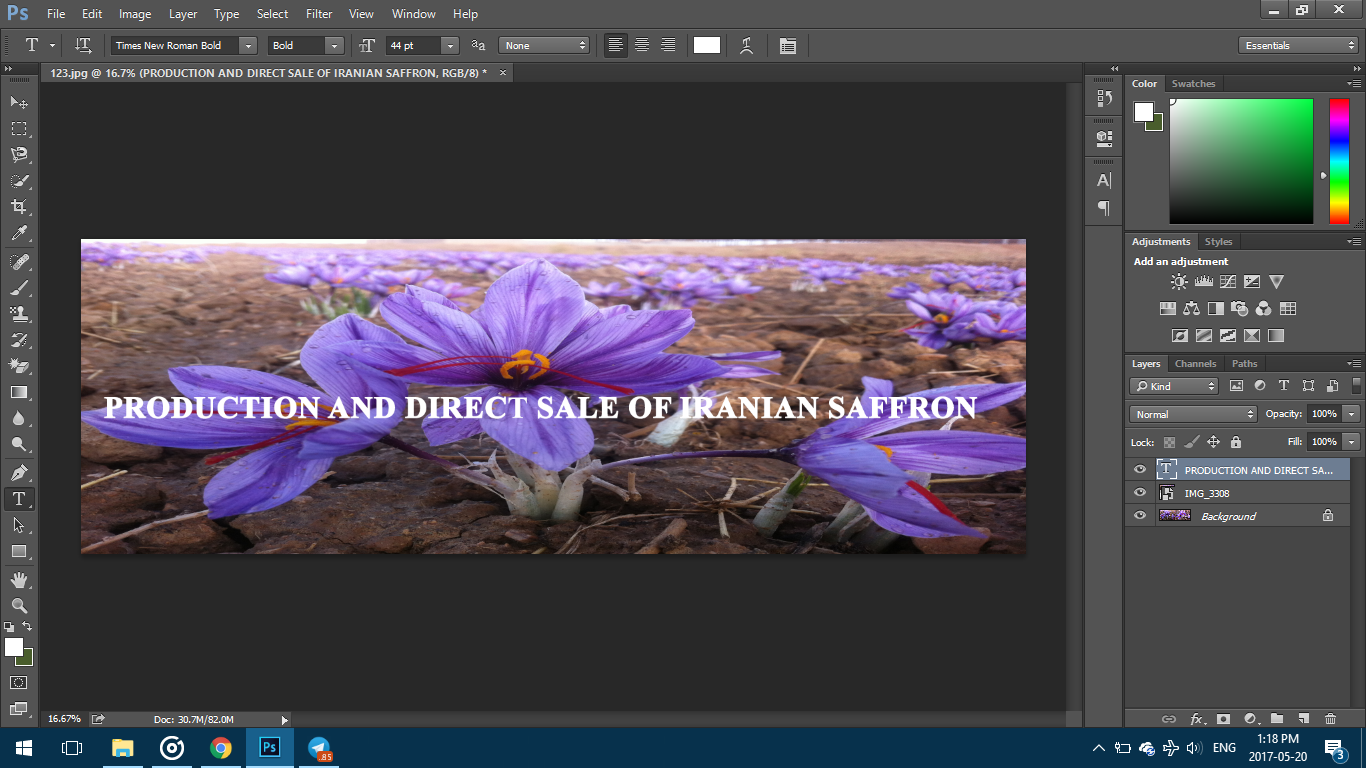 Ps File Edit Image Layer Type Select Filter View Window Help
T Times New Roman Bold Bold 44 pt aa None Essentials
123.jpg @ 16.7% (PRODUCTION AND DIRECT SALE OF IRANIAN SAFFRON, RGB/8) * ×
Color Swatches
Adjustments Styles
Add an adjustment
Layers Channels Paths
Kind
Normal Opacity: 100%
Lock: Fill: 100%
PRODUCTION AND DIRECT SA...
IMG_3308
Background
PRODUCTION AND DIRECT SALE OF IRANIAN SAFFRON
16.67% Doc: 30.7M/82.0M
fx
Ps .85 ENG 1:18 PM
2017-05-20 3